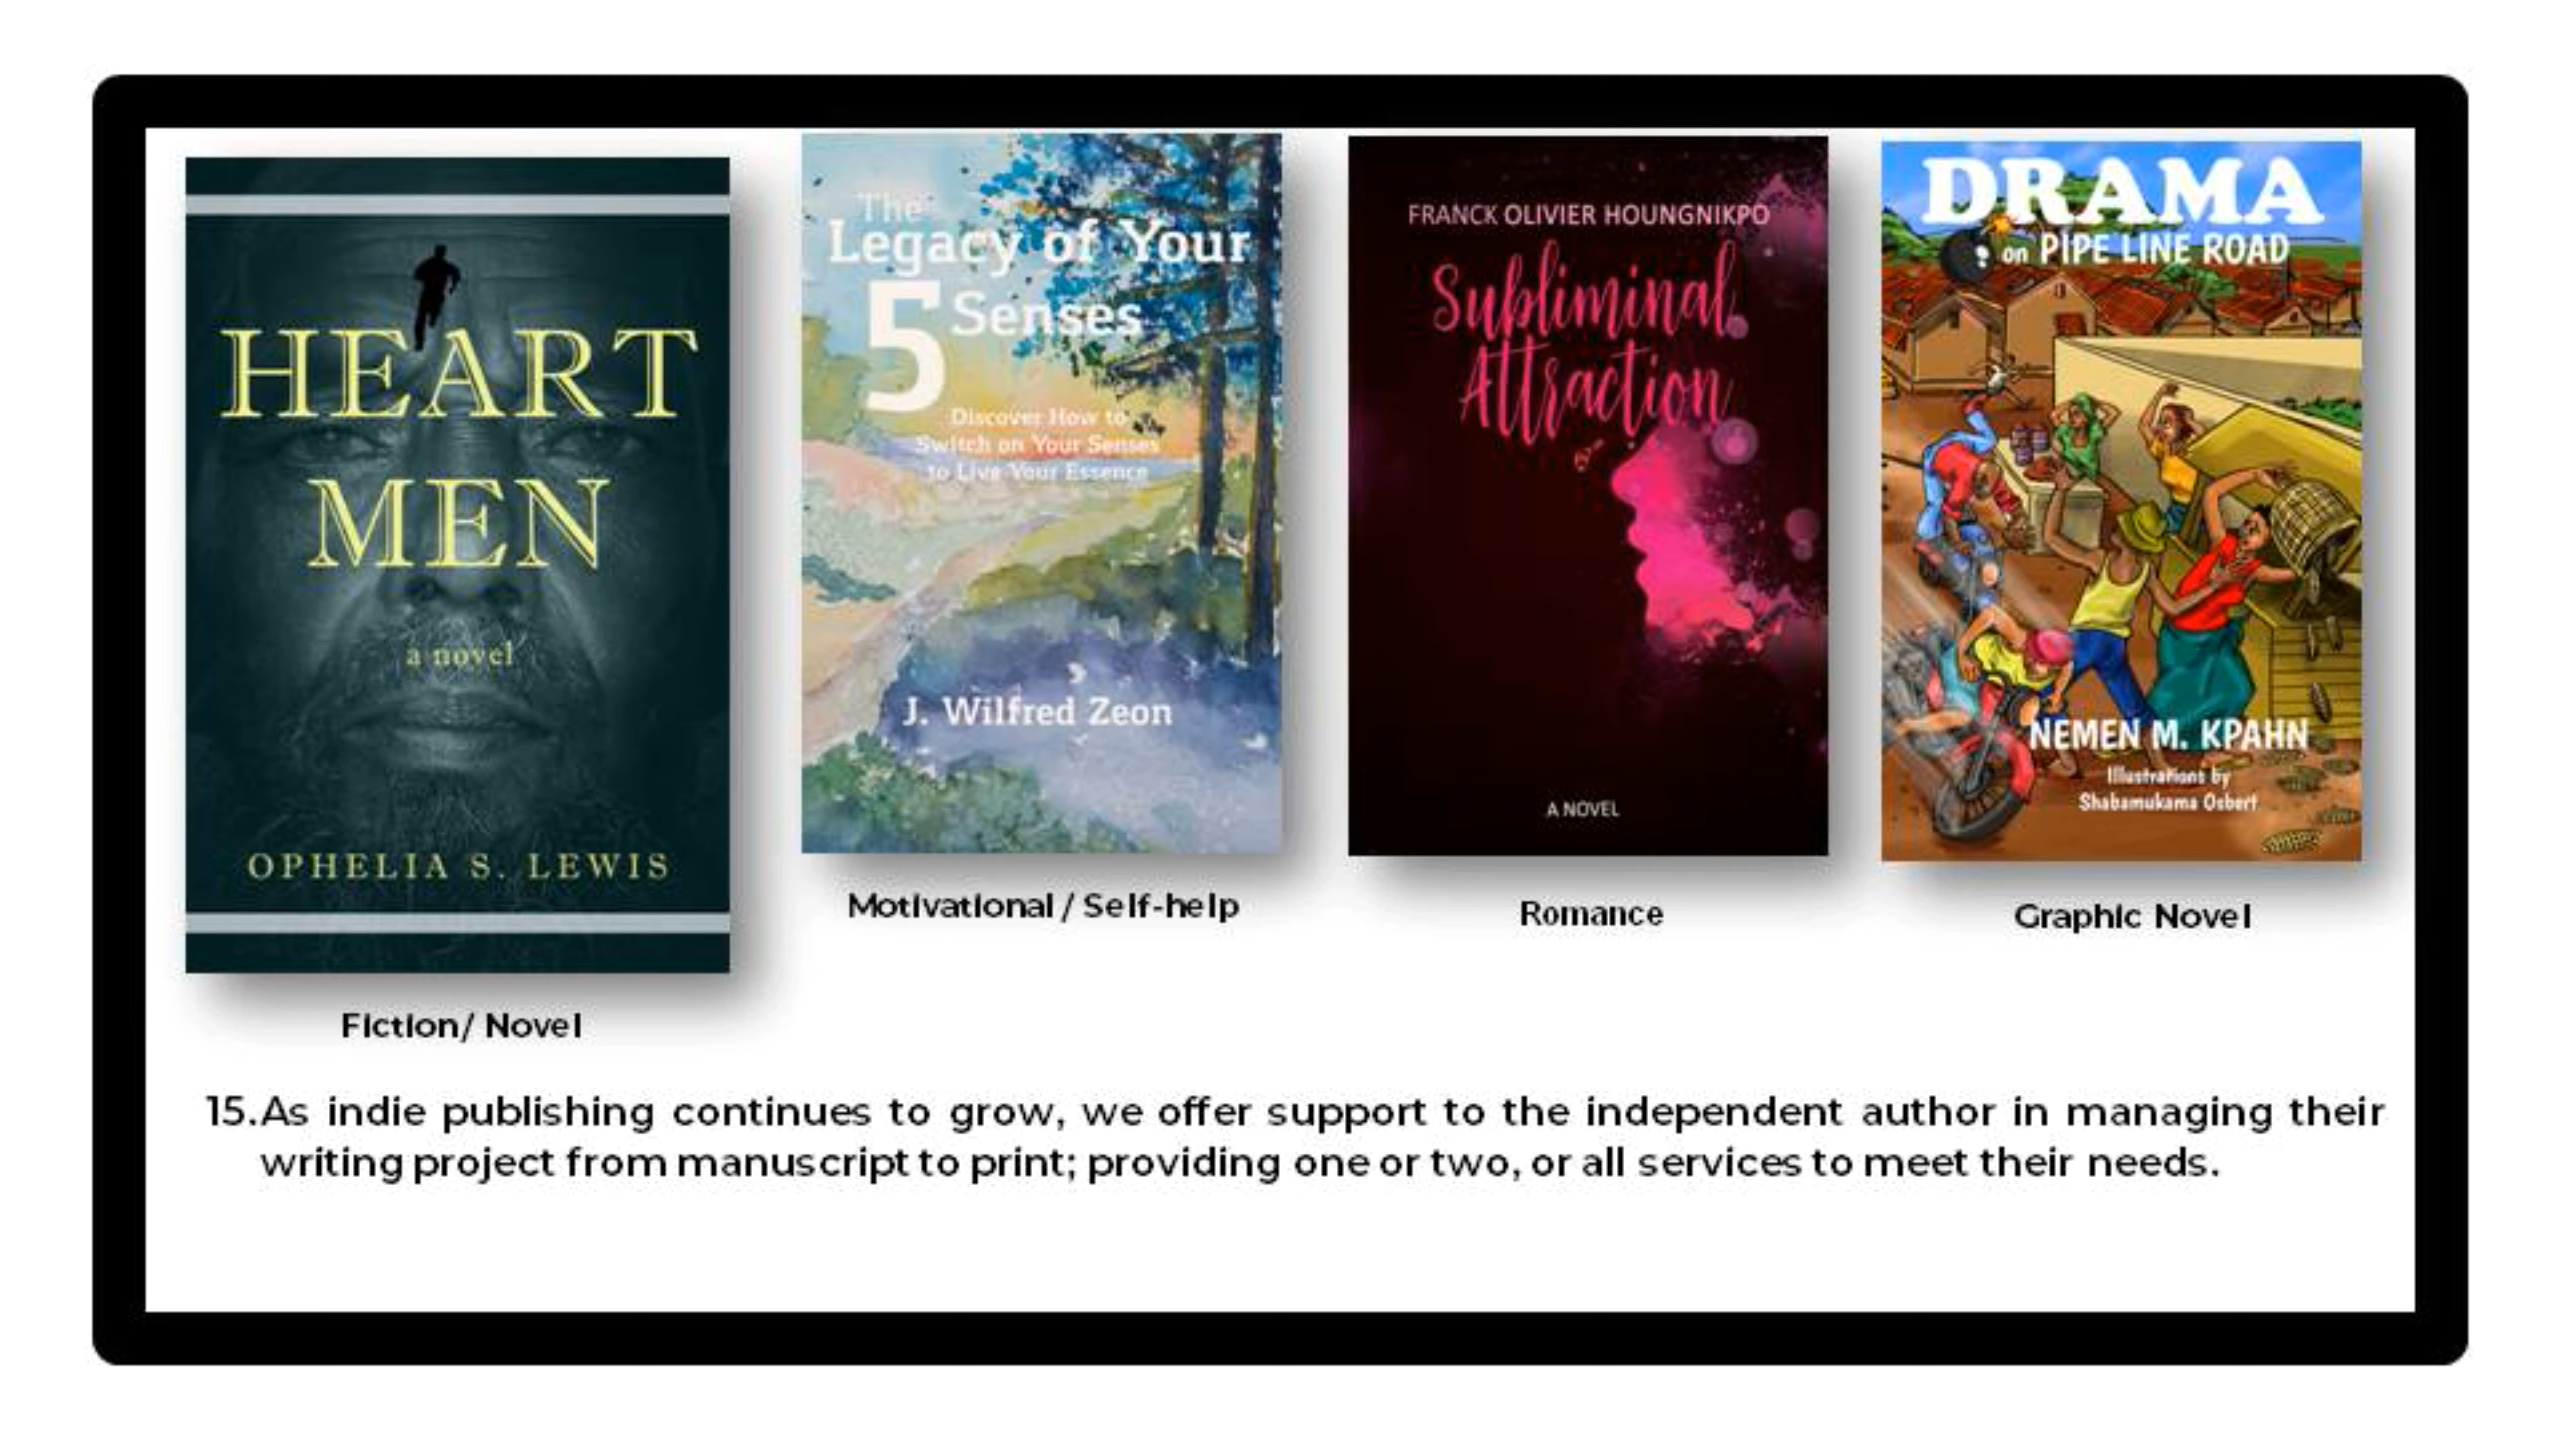 HEART
MEN
a novel
OPHELIA S. LEWIS
Fiction/ Novel
The
Legacy of Your
5 Senses
Discover How to
Switch on Your Senses
to Live Your Essence
J. Wilfred Zeon
Motivational / Self-help
FRANCK OLIVIER HOUNGNIKPO
Subliminal
Attraction
A NOVEL
Romance
DRAMA
on PIPE LINE ROAD
NEMEN M. KPAHN
Illustrations by
Shabamukama Osbert
Graphic Novel
15. As indie publishing continues to grow, we offer support to the independent author in managing their
writing project from manuscript to print; providing one or two, or all services to meet their needs.